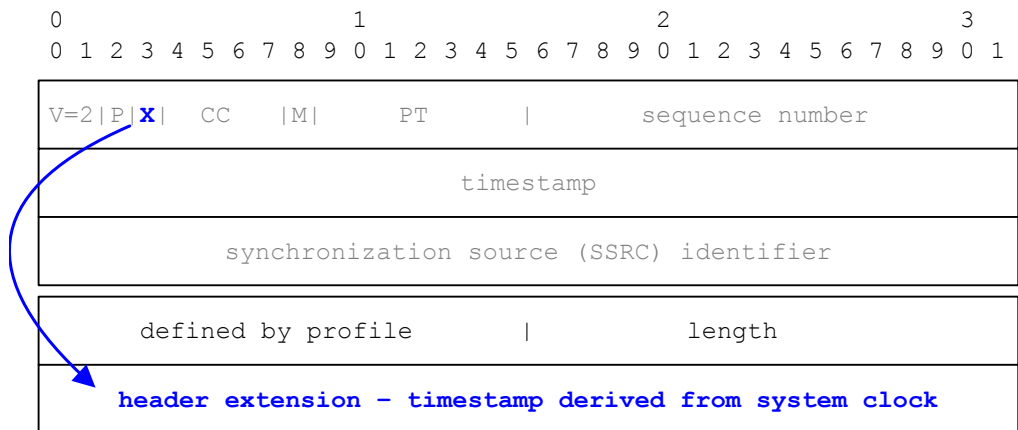 0 1 2 3
0 1 2 3 4 5 6 7 8 9 0 1 2 3 4 5 6 7 8 9 0 1 2 3 4 5 6 7 8 9 0 1
V=2|P|X| CC |M| PT | sequence number
timestamp
synchronization source (SSRC) identifier
defined by profile | length
header extension – timestamp derived from system clock